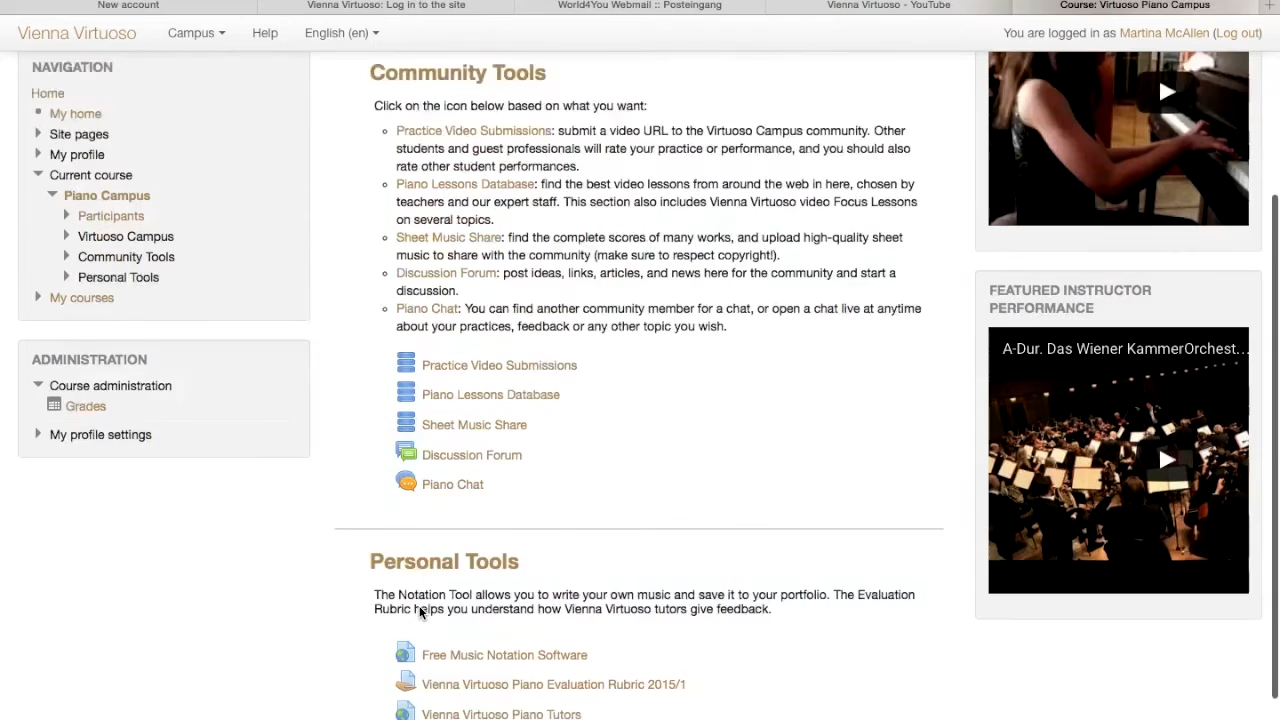 New account
Vienna Virtuoso: Log in to the site
World4You Webmail :: Posteingang
Vienna Virtuoso - YouTube
Course: Virtuoso Piano Campus
Vienna Virtuoso
Campus
Help
English (en)
You are logged in as Martina McAllen (Log out)
NAVIGATION
Home
My home
Site pages
My profile
Current course
Piano Campus
Participants
Virtuoso Campus
Community Tools
Personal Tools
My courses
ADMINISTRATION
Course administration
Grades
My profile settings
Community Tools
Click on the icon below based on what you want:
Practice Video Submissions: submit a video URL to the Virtuoso Campus community. Other
students and guest professionals will rate your practice or performance, and you should also
rate other student performances.
Piano Lessons Database: find the best video lessons from around the web in here, chosen by
teachers and our expert staff. This section also includes Vienna Virtuoso video Focus Lessons
on several topics.
Sheet Music Share: find the complete scores of many works, and upload high-quality sheet
music to share with the community (make sure to respect copyright!).
Discussion Forum: post ideas, links, articles, and news here for the community and start a
discussion.
Piano Chat: You can find another community member for a chat, or open a chat live at anytime
about your practices, feedback or any other topic you wish.
Practice Video Submissions
Piano Lessons Database
Sheet Music Share
Discussion Forum
Piano Chat
Personal Tools
The Notation Tool allows you to write your own music and save it to your portfolio. The Evaluation
Rubric helps you understand how Vienna Virtuoso tutors give feedback.
Free Music Notation Software
Vienna Virtuoso Piano Evaluation Rubric 2015/1
Vienna Virtuoso Piano Tutors
FEATURED INSTRUCTOR
PERFORMANCE
A-Dur. Das Wiener KammerOrchest...